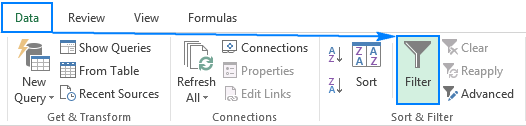 Data Review View Formulas
New Query
Show Queries
From Table
Recent Sources
Get & Transform
Refresh All
Connections
Properties
Edit Links
Connections
A Z
Z A
Z A A Z
Sort
Filter
Clear
Reapply
Advanced
Sort & Filter